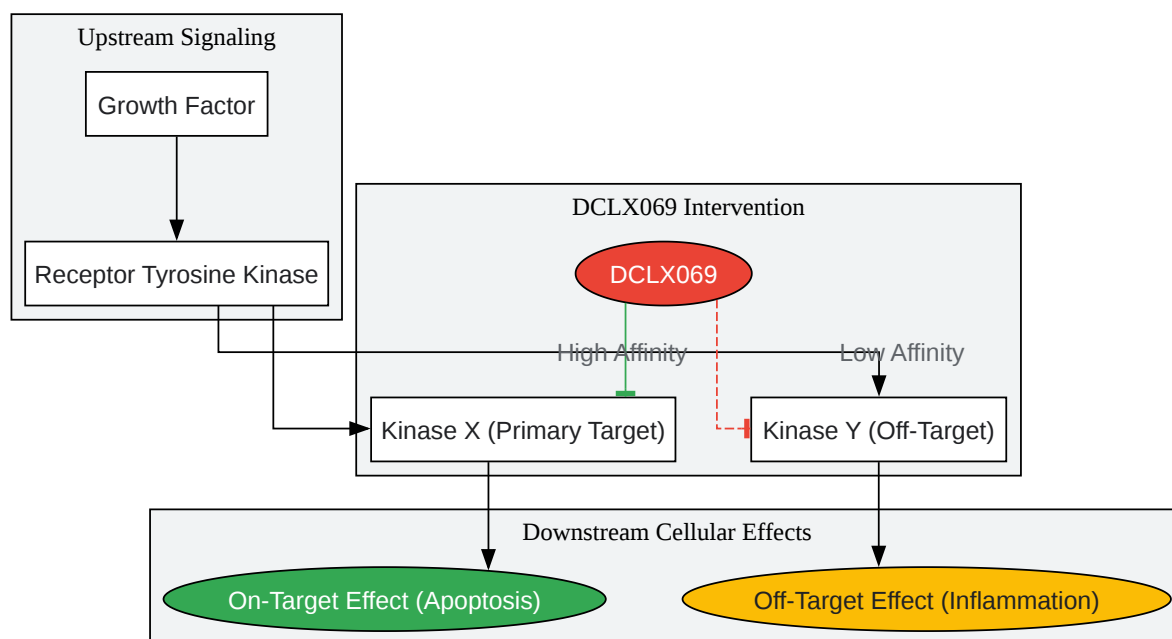 Upstream Signaling
Growth Factor
Receptor Tyrosine Kinase
DCLX069 Intervention
DCLX069
High Affinity
Low Affinity
Kinase X (Primary Target)
Kinase Y (Off-Target)
Downstream Cellular Effects
On-Target Effect (Apoptosis)
Off-Target Effect (Inflammation)